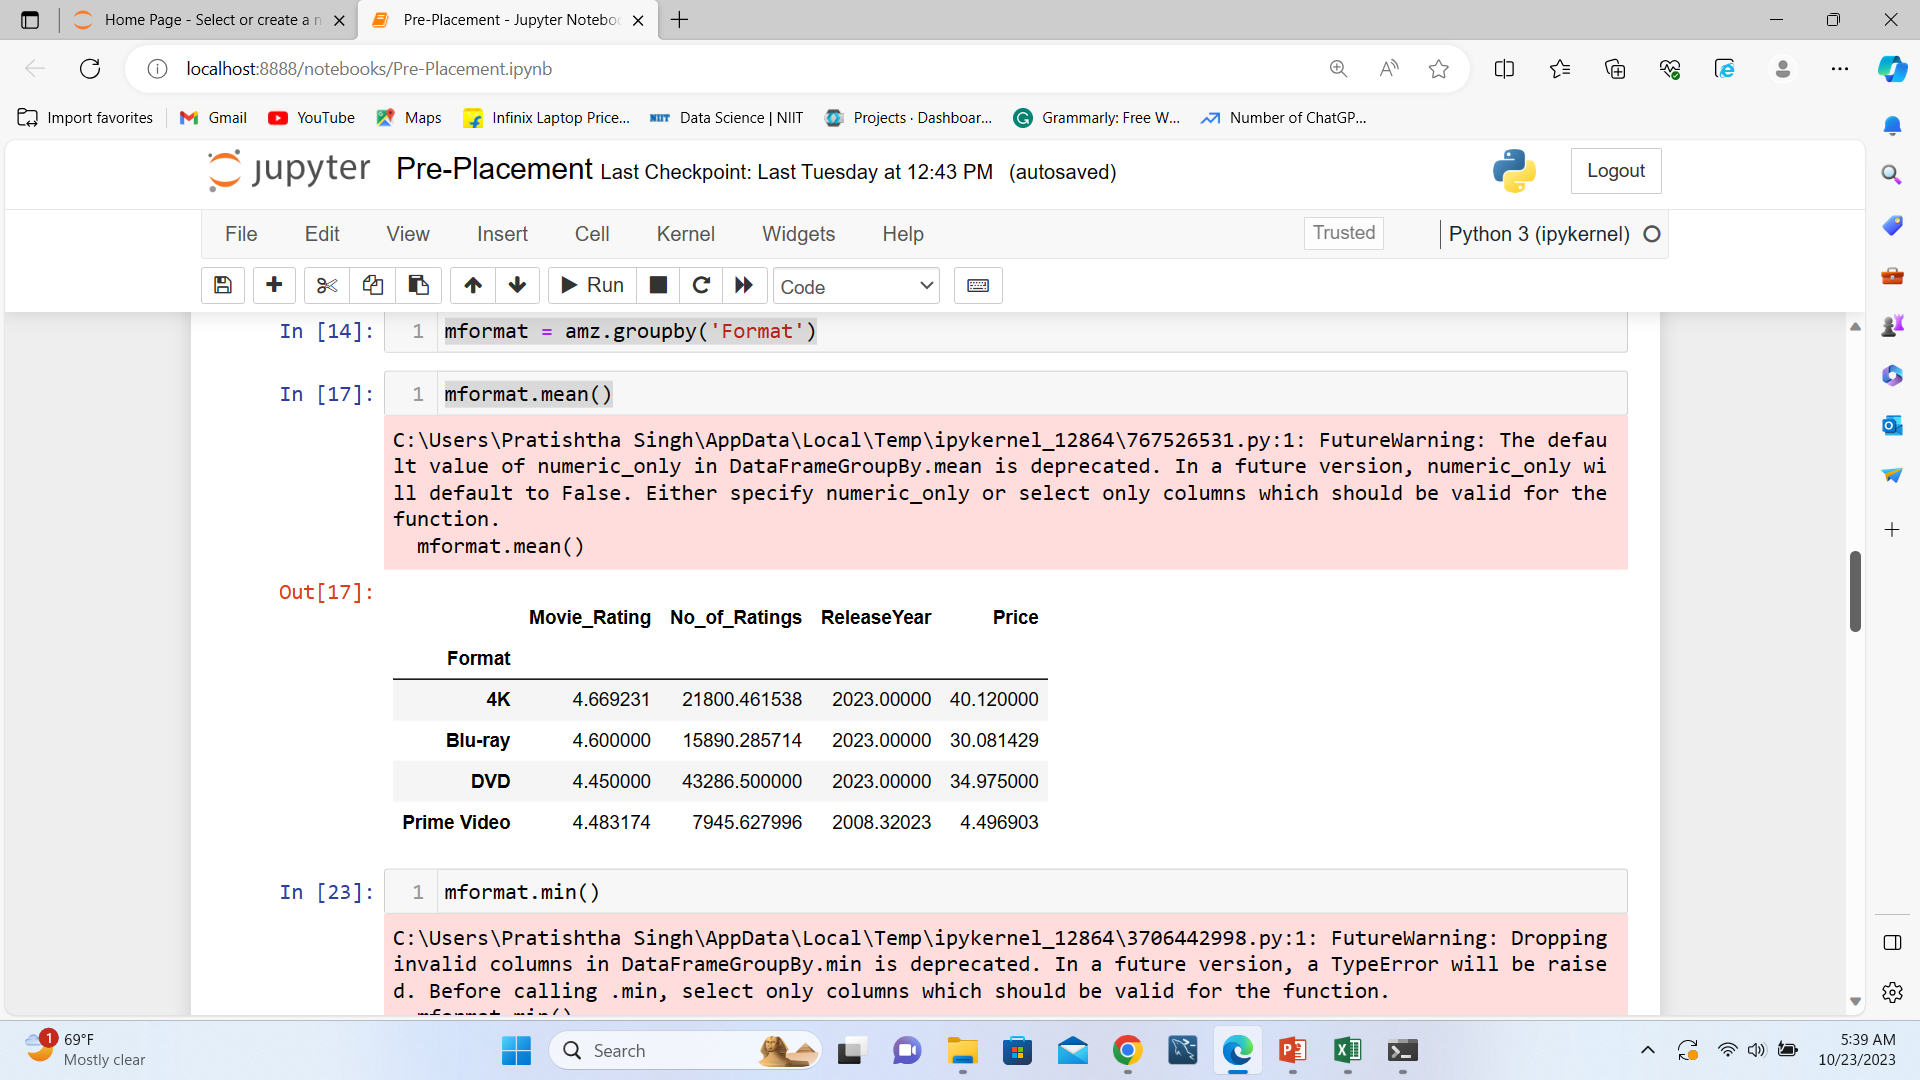 Home Page - Select or create a n
Pre-Placement - Jupyter Notebo
localhost:8888/notebooks/Pre-Placement.ipynb
Import favorites
Gmail
YouTube
Maps
Infinix Laptop Price...
NIIT
Data Science | NIIT
Projects · Dashboar...
Grammarly: Free W...
Number of ChatGP...
jupyter
Pre-Placement Last Checkpoint: Last Tuesday at 12:43 PM (autosaved)
Logout
File Edit View Insert Cell Kernel Widgets Help
Trusted
Python 3 (ipykernel)
Run
Code
In [14]: 1 mformat = amz.groupby('Format')
In [17]: 1 mformat.mean()
C:\Users\Pratishtha Singh\AppData\Local\Temp\ipykernel_12864\767526531.py:1: FutureWarning: The defau
lt value of numeric_only in DataFrameGroupBy.mean is deprecated. In a future version, numeric_only wi
ll default to False. Either specify numeric_only or select only columns which should be valid for the
function.
mformat.mean()
Out[17]:
Movie_Rating No_of_Ratings ReleaseYear Price
Format
4K 4.669231 21800.461538 2023.00000 40.120000
Blu-ray 4.600000 15890.285714 2023.00000 30.081429
DVD 4.450000 43286.500000 2023.00000 34.975000
Prime Video 4.483174 7945.627996 2008.32023 4.496903
In [23]: 1 mformat.min()
C:\Users\Pratishtha Singh\AppData\Local\Temp\ipykernel_12864\3706442998.py:1: FutureWarning: Dropping
invalid columns in DataFrameGroupBy.min is deprecated. In a future version, a TypeError will be raise
d. Before calling .min, select only columns which should be valid for the function.
mformat.min()
1
69°F
Mostly clear
Search
5:39 AM
10/23/2023